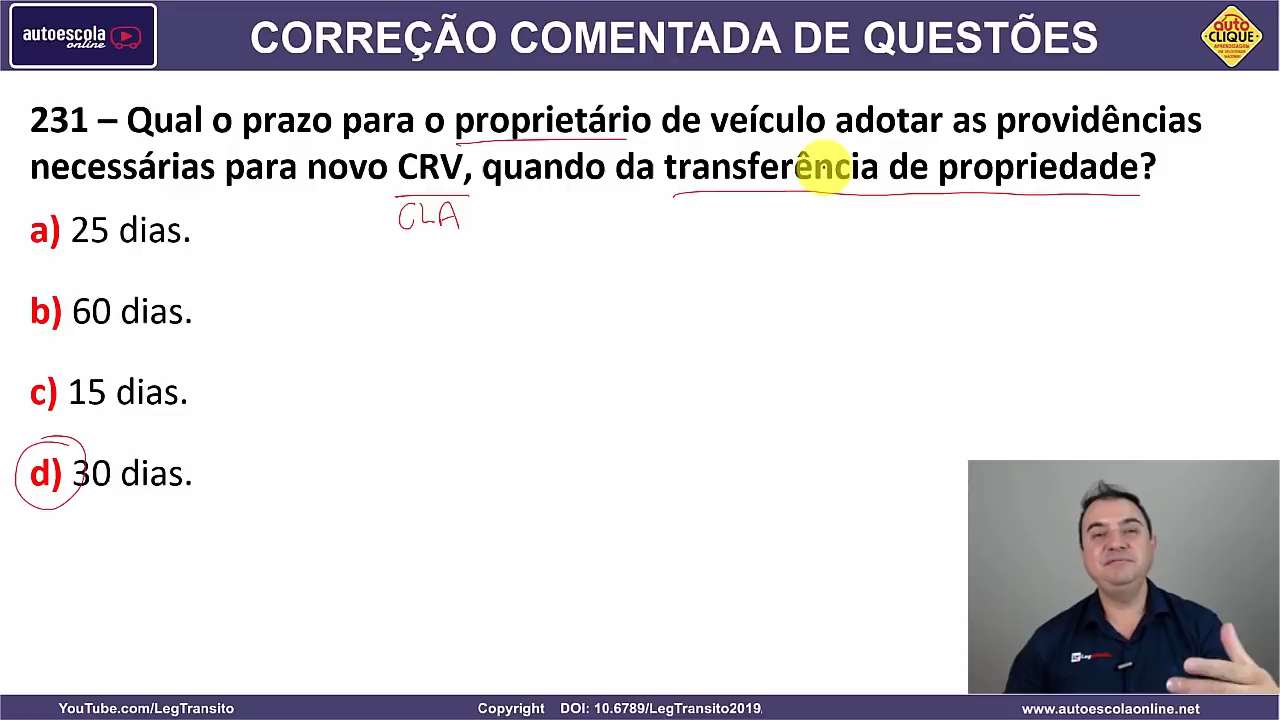 autoescola
online
CORREÇÃO COMENTADA DE QUESTÕES
auto
CLIQUE
231 – Qual o prazo para o proprietário de veículo adotar as providências
necessárias para novo CRV, quando da transferência de propriedade?
CLA
a) 25 dias.
b) 60 dias.
c) 15 dias.
d) 30 dias.
YouTube.com/LegTransito
Copyright DOI: 10.6789/LegTransito2019
www.autoescolaonline.net